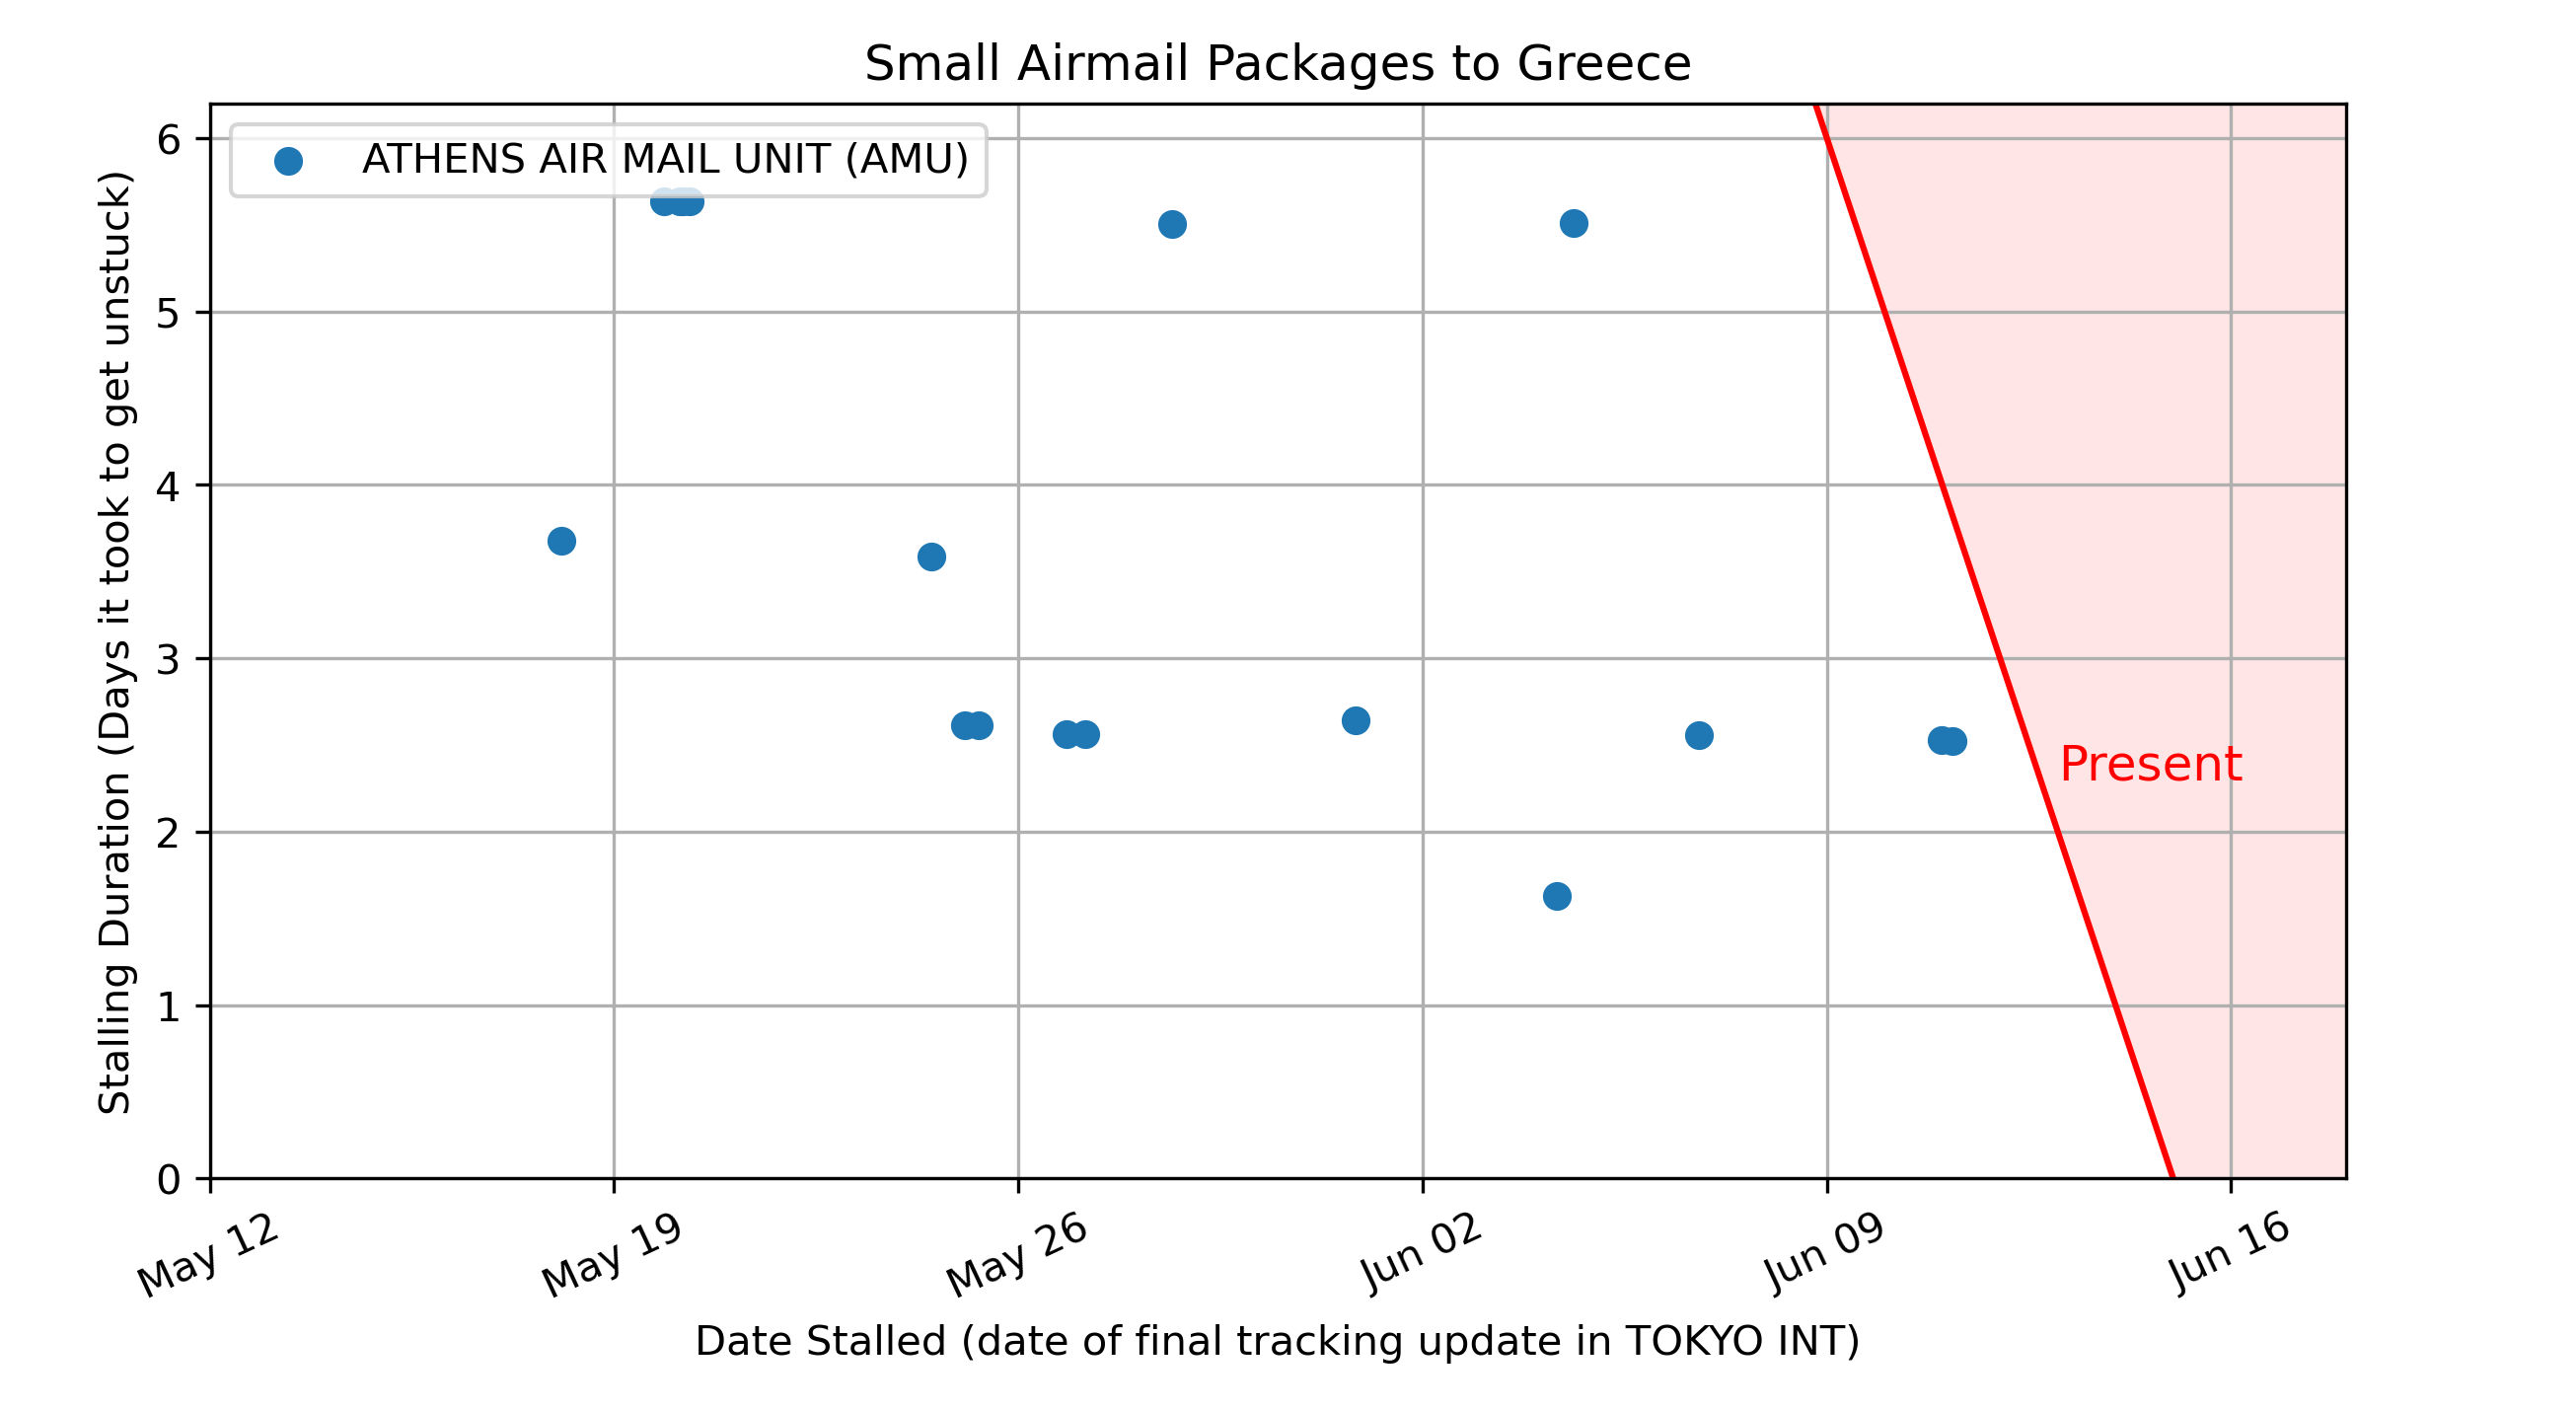 Small Airmail Packages to Greece
ATHENS AIR MAIL UNIT (AMU)
Stalling Duration (Days it took to get unstuck)
6
5
4
3
2
1
0
Present
May 12
May 19
May 26
Jun 02
Jun 09
Jun 16
Date Stalled (date of final tracking update in TOKYO INT)